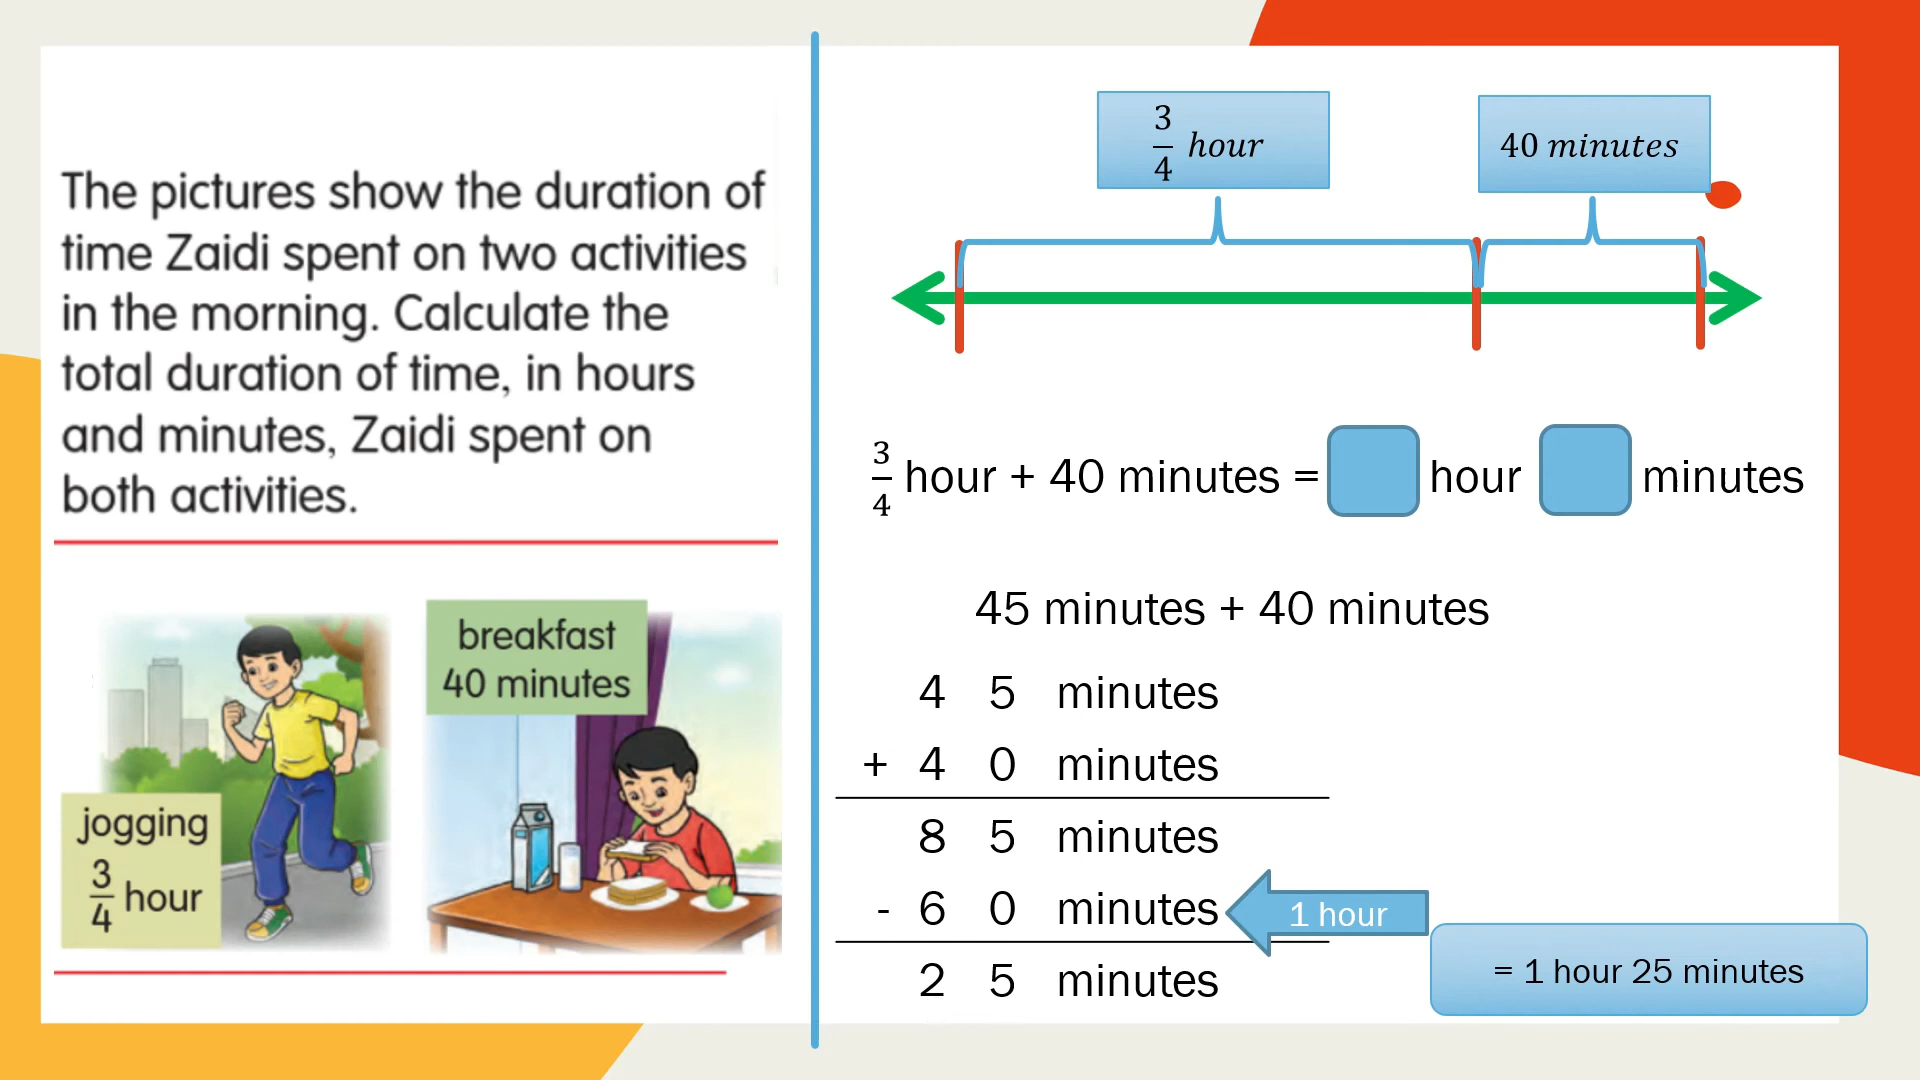 The pictures show the duration of
time Zaidi spent on two activities
in the morning. Calculate the
total duration of time, in hours
and minutes, Zaidi spent on
both activities.
breakfast
40 minutes
jogging
3/4 hour
3/4 hour
40 minutes
3/4 hour + 40 minutes = hour minutes
45 minutes + 40 minutes
4 5 minutes
+ 4 0 minutes
8 5 minutes
- 6 0 minutes
1 hour
2 5 minutes
= 1 hour 25 minutes